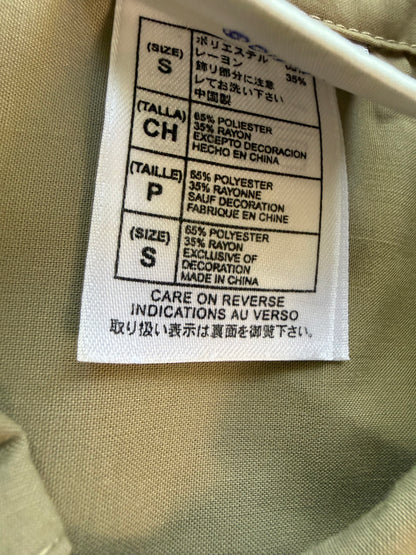 (SIZE)
S
ポリエステル
レーヨン 35%
飾り部分に注意
してお洗い下さい
中国製
(TALLA)
CH
65% POLIESTER
35% RAYON
EXCEPTO DECORACION
HECHO EN CHINA
(TAILLE)
P
65% POLYESTER
35% RAYONNE
SAUF DECORATION
FABRIQUE EN CHINE
(SIZE)
S
65% POLYESTER
35% RAYON
EXCLUSIVE OF
DECORATION
MADE IN CHINA
CARE ON REVERSE
INDICATIONS AU VERSO
取り扱い表示は裏面を御覧下さい。